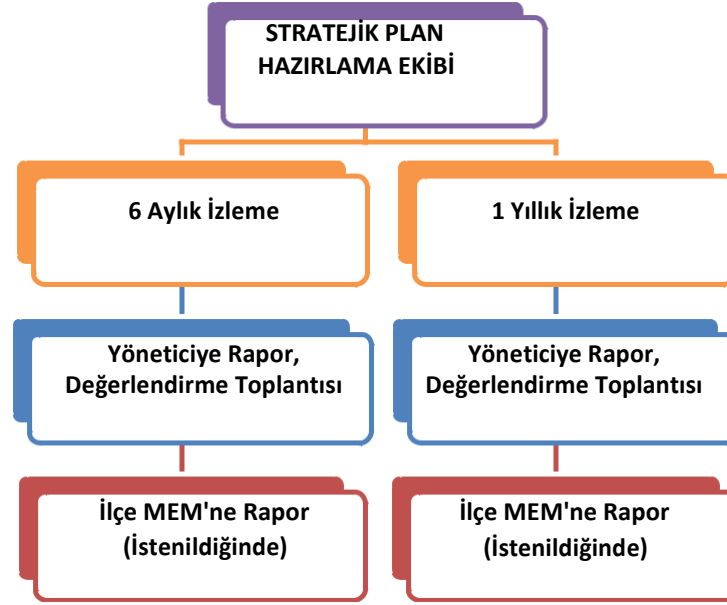 STRATEJİK PLAN
HAZIRLAMA EKİBİ
6 Aylık İzleme
1 Yıllık İzleme
Yöneticiye Rapor,
Değerlendirme Toplantısı
Yöneticiye Rapor,
Değerlendirme Toplantısı
İlçe MEM'ne Rapor
(İstenildiğinde)
İlçe MEM'ne Rapor
(İstenildiğinde)